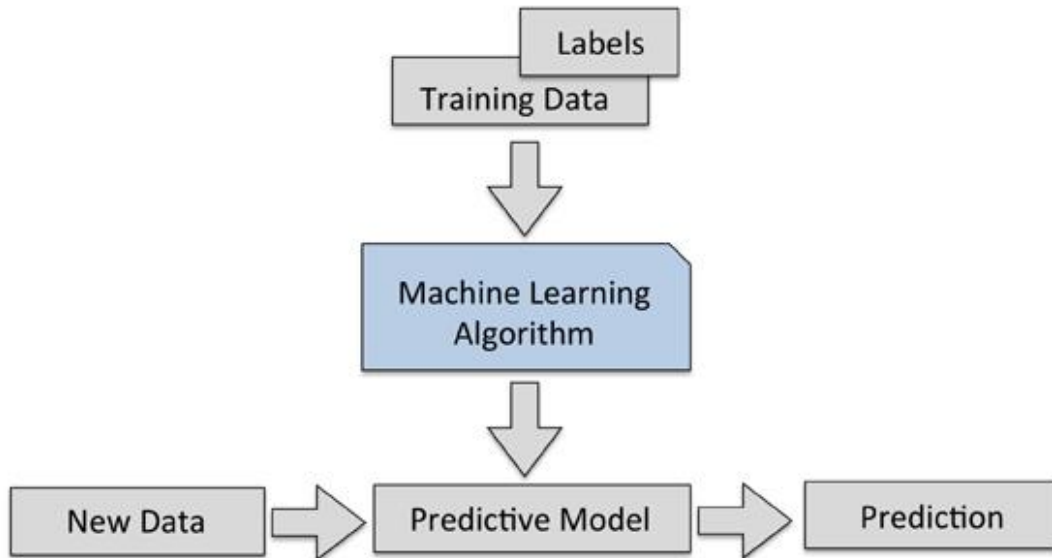 Labels
Training Data
Machine Learning
Algorithm
New Data
Predictive Model
Prediction